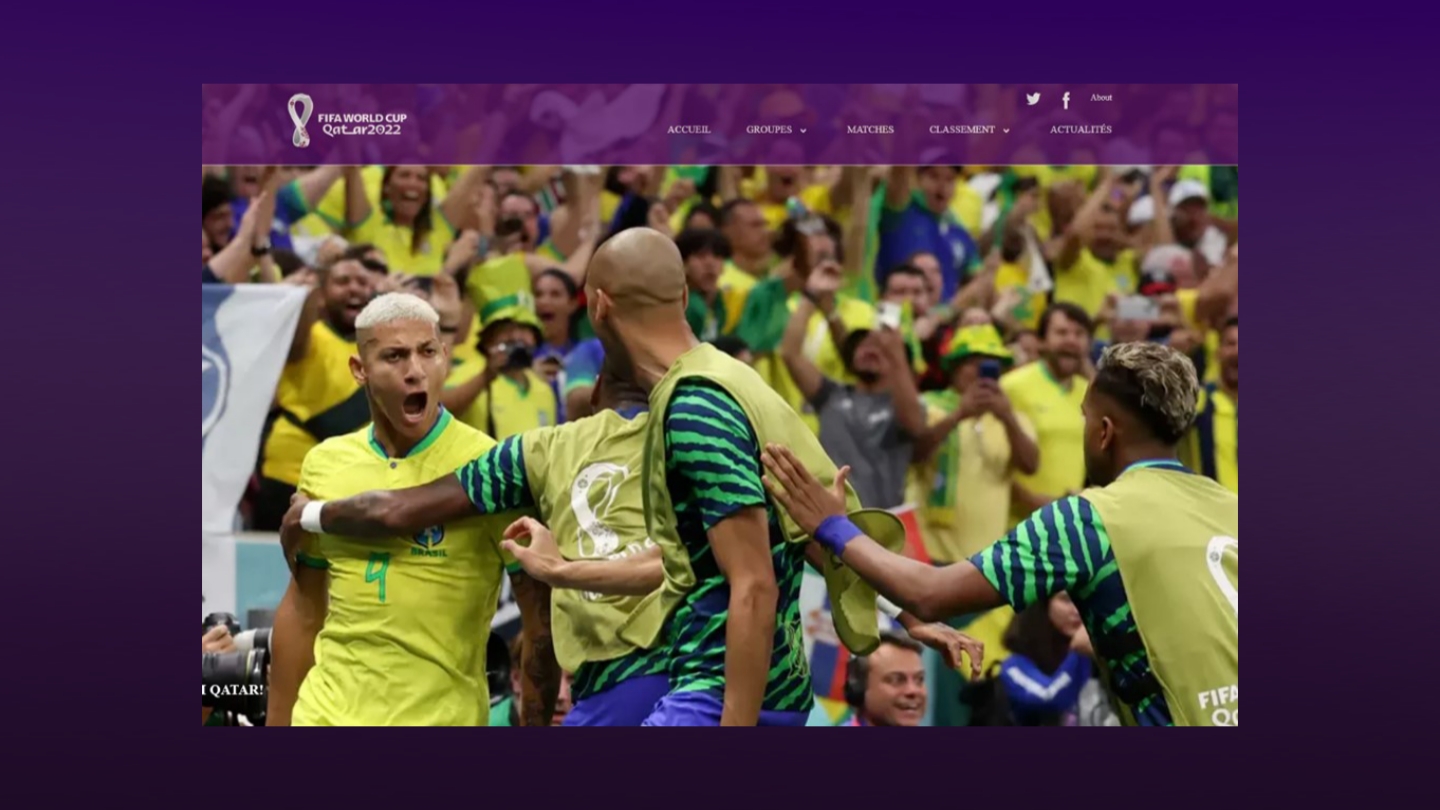 About
FIFA WORLD CUP
Qatar2022
ACCUEIL GROUPES MATCHES CLASSEMENT ACTUALITÉS
BRASIL
9
I QATAR!
FIFA